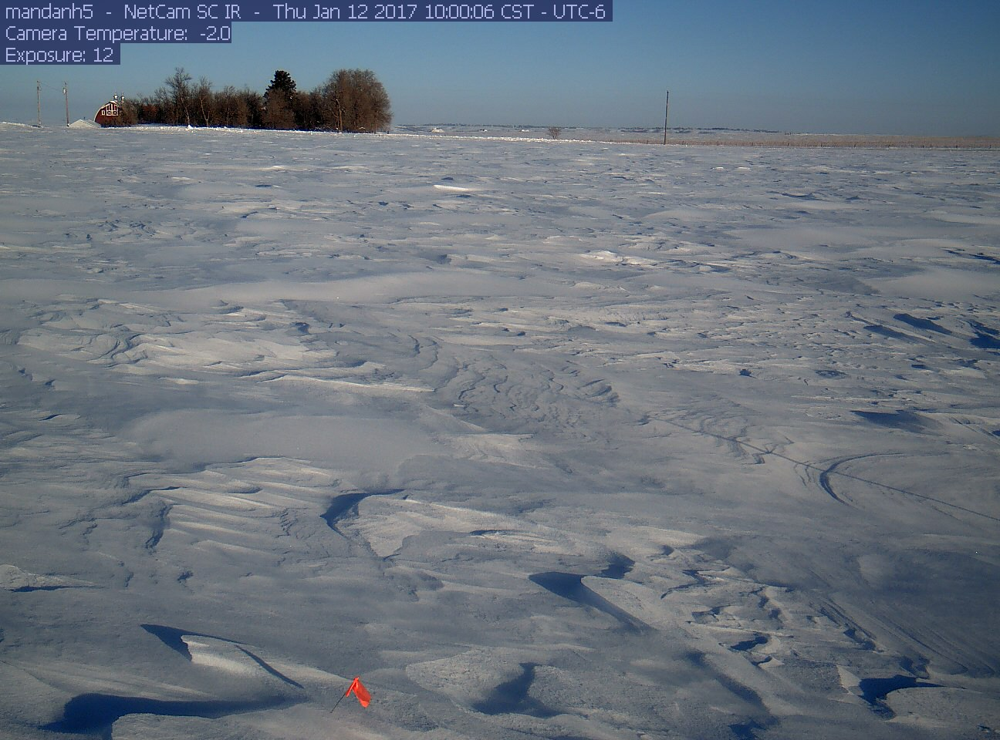 mandanh5 - NetCam SC IR - Thu Jan 12 2017 10:00:06 CST - UTC-6
Camera Temperature: -2.0
Exposure: 12